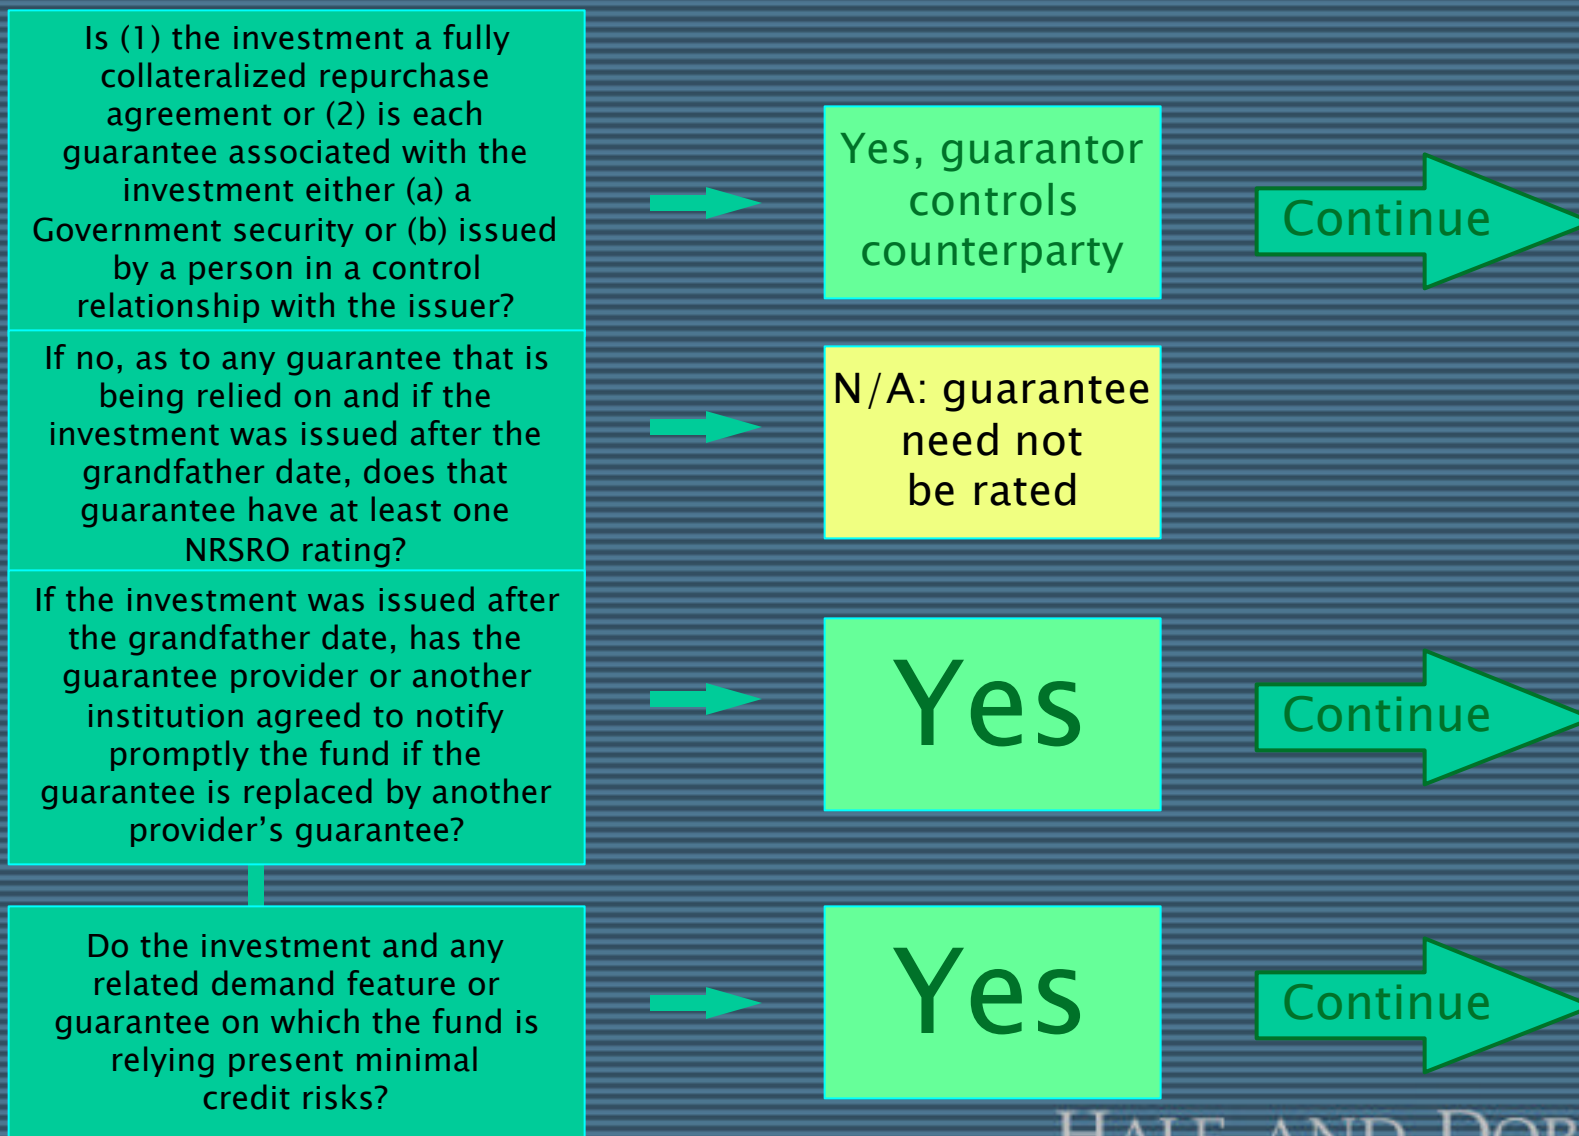 Is (1) the investment a fully
collateralized repurchase
agreement or (2) is each
guarantee associated with the
investment either (a) a
Government security or (b) issued
by a person in a control
relationship with the issuer?
Yes, guarantor
controls
counterparty
Continue
If no, as to any guarantee that is
being relied on and if the
investment was issued after the
grandfather date, does that
guarantee have at least one
NRSRO rating?
N/A: guarantee
need not
be rated
If the investment was issued after
the grandfather date, has the
guarantee provider or another
institution agreed to notify
promptly the fund if the
guarantee is replaced by another
provider’s guarantee?
Yes
Continue
Do the investment and any
related demand feature or
guarantee on which the fund is
relying present minimal
credit risks?
Yes
Continue
HALE AND